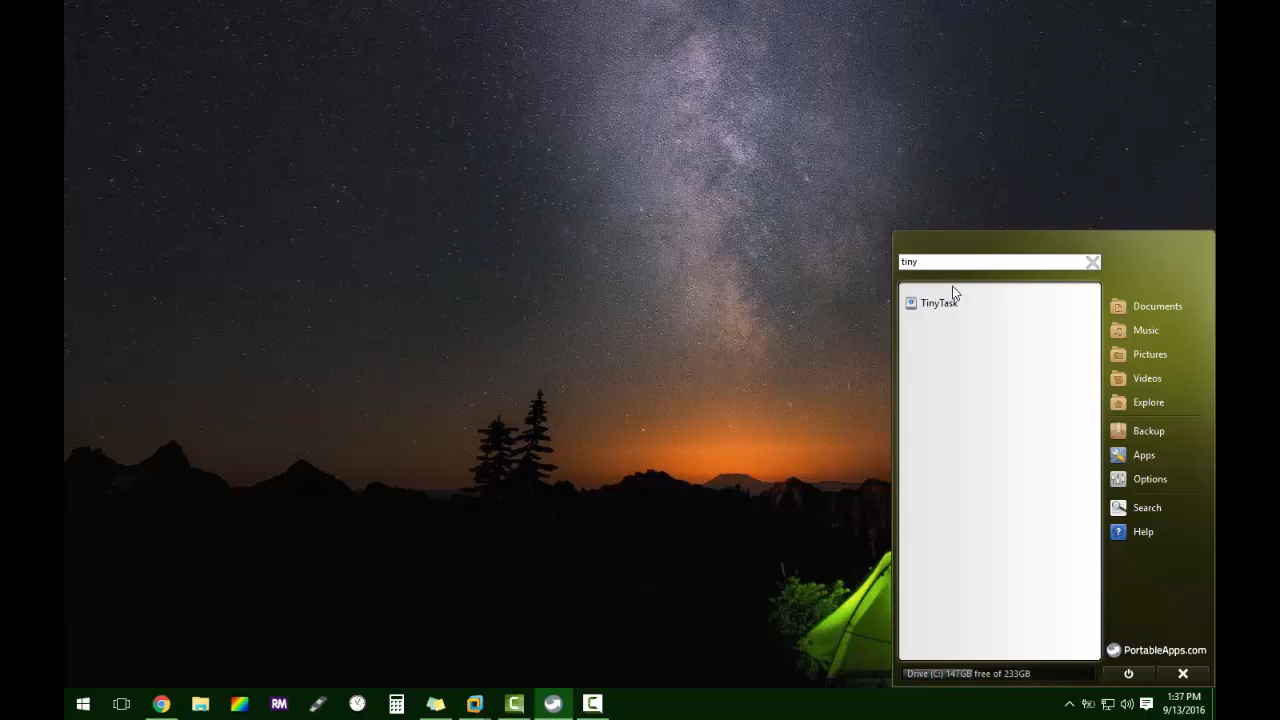 tiny
TinyTask
Documents
Music
Pictures
Videos
Explore
Backup
Apps
Options
Search
Help
PortableApps.com
Drive (C:) 147GB free of 233GB
RM
1:37 PM
9/13/2016